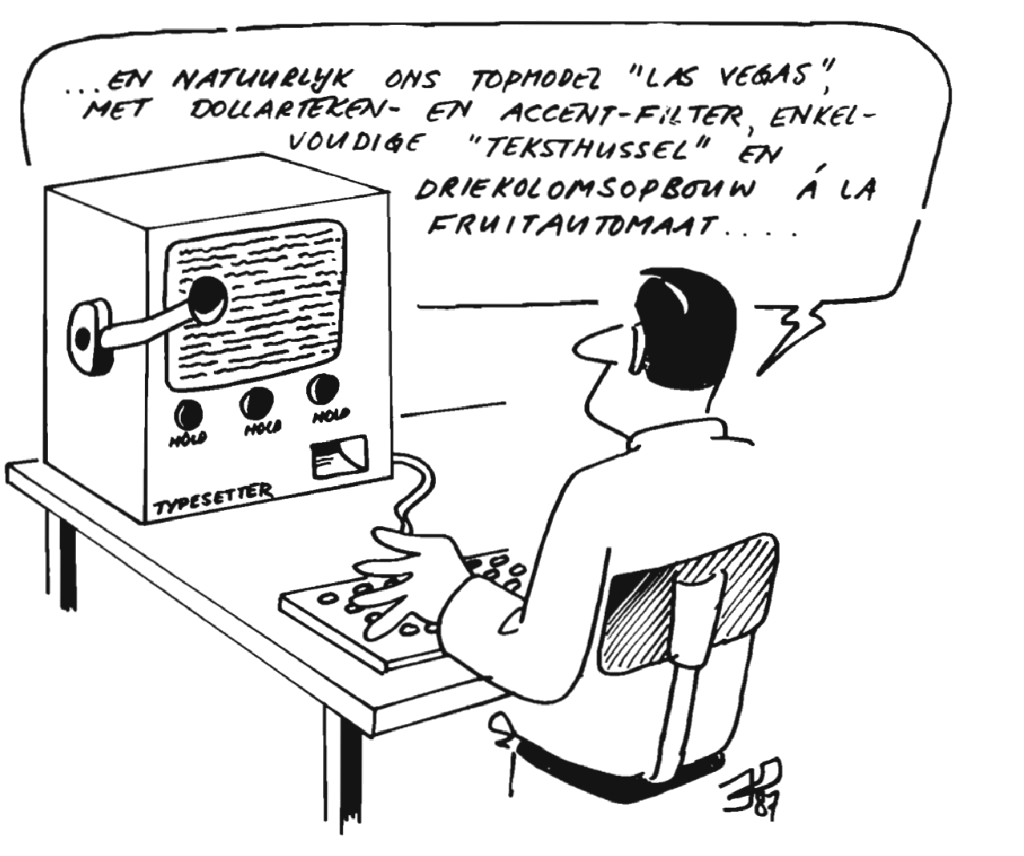 ...EN NATUURLYK ONS TOPMODEL "LAS VEGAS",
MET DOLLARTEKEN- EN ACCENT-FILTER, ENKEL-
VOUDIGE "TEKSTHUSSEL" EN
DRIEKOLOMSOPBOUW Á LA
FRUITAUTOMAAT....
HOLD HOLD HOLD
TYPESETTER
87